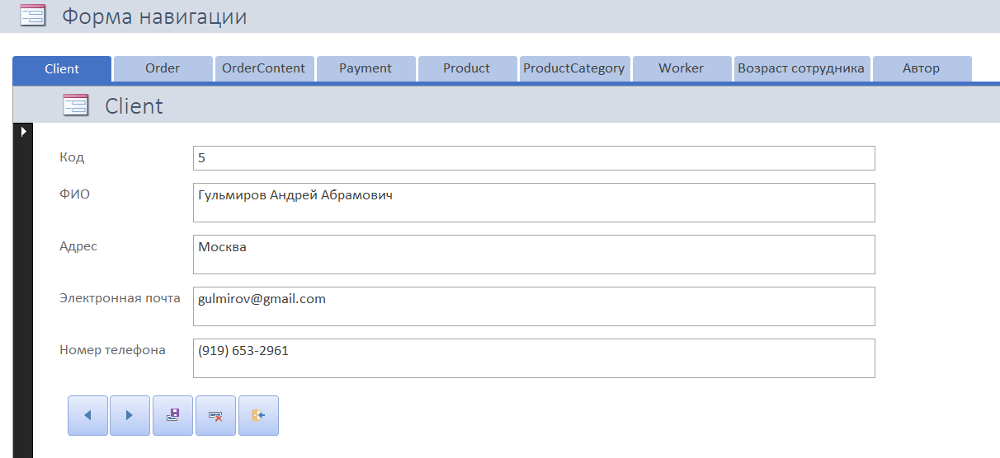 Форма навигации
Client Order OrderContent Payment Product ProductCategory Worker Возраст сотрудника Автор
Client
Код 5
ФИО Гульмиров Андрей Абрамович
Адрес Москва
Электронная почта gulmirov@gmail.com
Номер телефона (919) 653-2961